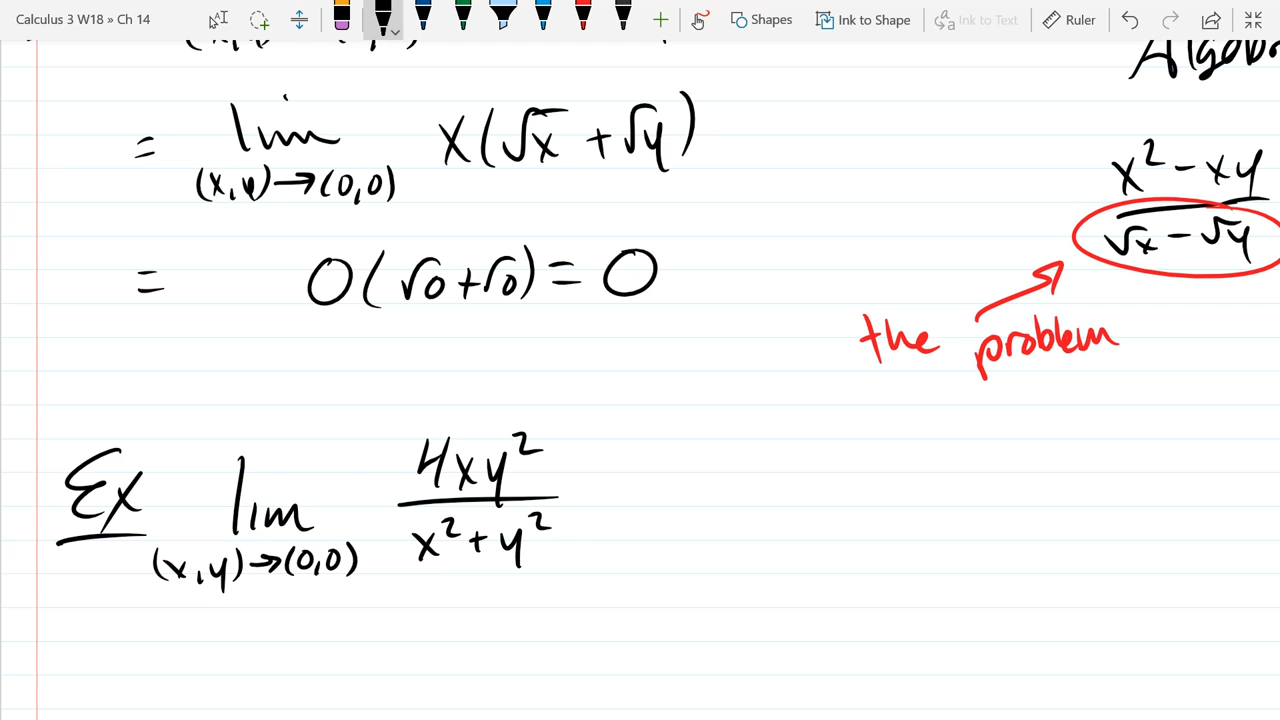 Calculus 3 W18 » Ch 14
Shapes
Ink to Shape
Ink to Text
Ruler
= lim x(√x + √y)
(x,y)→(0,0)
= 0(√0+√0) = 0
x² - xy
√x - √y
the problem
Ex lim 4xy²
x² + y²
(x,y)→(0,0)